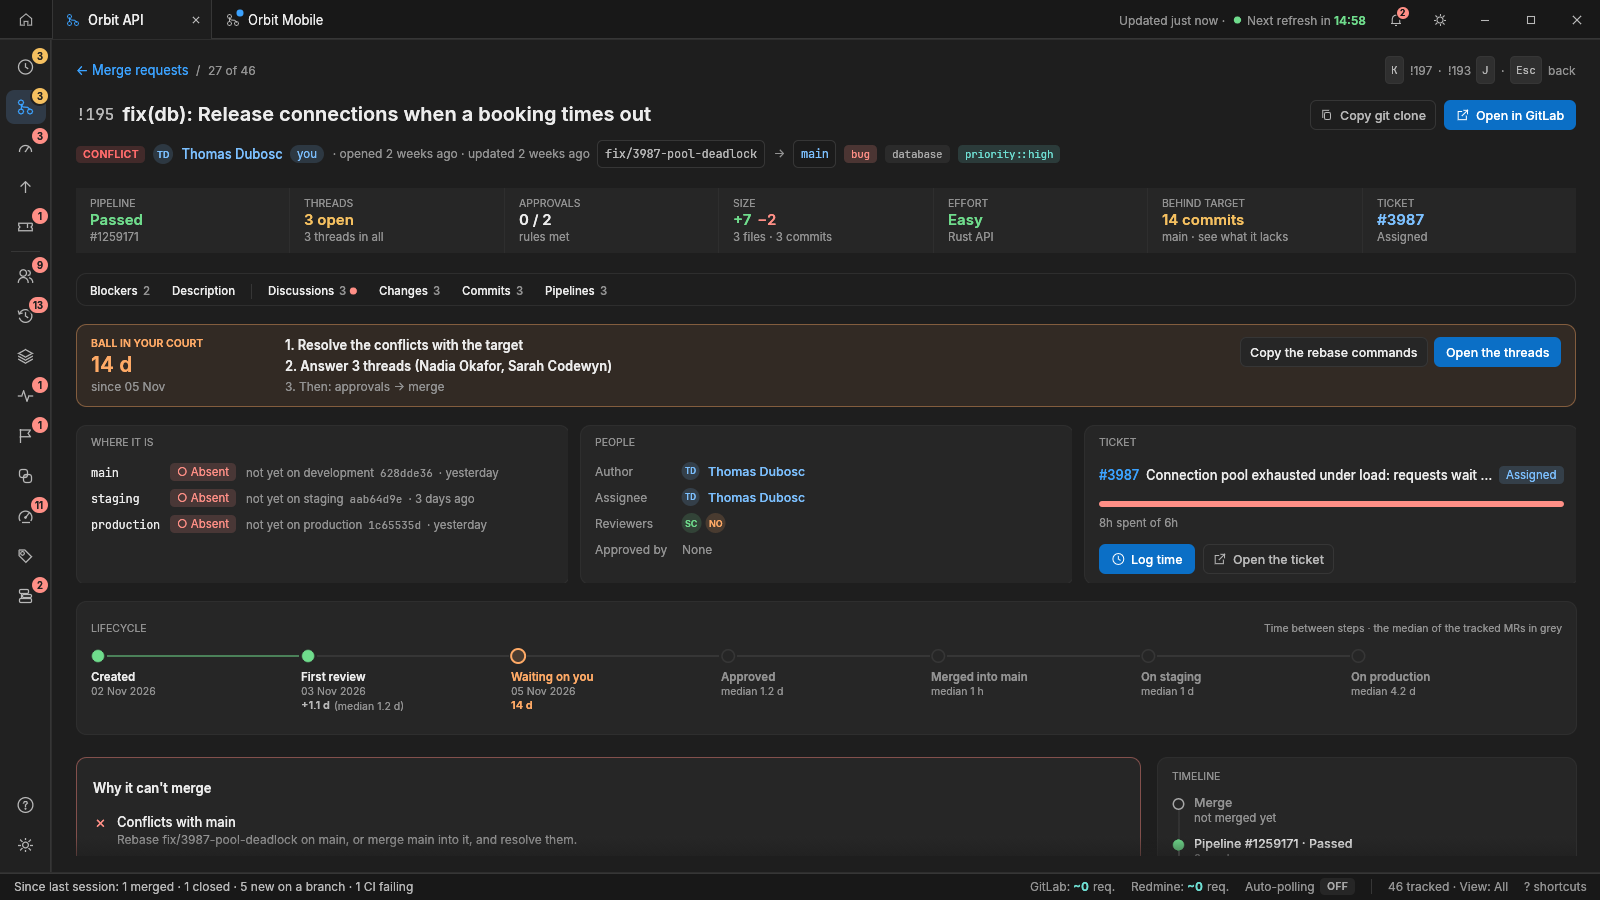 Orbit API ×
Orbit Mobile
Updated just now · ● Next refresh in 14:58
2
3
3
3
1
9
13
1
1
11
2
← Merge requests / 27 of 46
K !197 · !193 J · Esc back
!195 fix(db): Release connections when a booking times out
Copy git clone
Open in GitLab
CONFLICT TD Thomas Dubosc you · opened 2 weeks ago · updated 2 weeks ago fix/3987-pool-deadlock → main bug database priority::high
PIPELINE
Passed
#1259171
THREADS
3 open
3 threads in all
APPROVALS
0 / 2
rules met
SIZE
+7 −2
3 files · 3 commits
EFFORT
Easy
Rust API
BEHIND TARGET
14 commits
main · see what it lacks
TICKET
#3987
Assigned
Blockers 2 Description Discussions 3 Changes 3 Commits 3 Pipelines 3
BALL IN YOUR COURT
14 d
since 05 Nov
1. Resolve the conflicts with the target
2. Answer 3 threads (Nadia Okafor, Sarah Codewyn)
3. Then: approvals → merge
Copy the rebase commands
Open the threads
WHERE IT IS
main Absent not yet on development 628dde36 · yesterday
staging Absent not yet on staging aab64d9e · 3 days ago
production Absent not yet on production 1c65535d · yesterday
PEOPLE
Author TD Thomas Dubosc
Assignee TD Thomas Dubosc
Reviewers SC NO
Approved by None
TICKET
#3987 Connection pool exhausted under load: requests wait ... Assigned
8h spent of 6h
Log time
Open the ticket
LIFECYCLE
Time between steps · the median of the tracked MRs in grey
Created
02 Nov 2026
First review
03 Nov 2026
+1.1 d (median 1.2 d)
Waiting on you
05 Nov 2026
14 d
Approved
median 1.2 d
Merged into main
median 1 h
On staging
median 1 d
On production
median 4.2 d
Why it can't merge
× Conflicts with main
Rebase fix/3987-pool-deadlock on main, or merge main into it, and resolve them.
TIMELINE
Merge
not merged yet
Pipeline #1259171 · Passed
Since last session: 1 merged · 1 closed · 5 new on a branch · 1 CI failing
GitLab: ~0 req. Redmine: ~0 req. Auto-polling OFF 46 tracked · View: All ? shortcuts